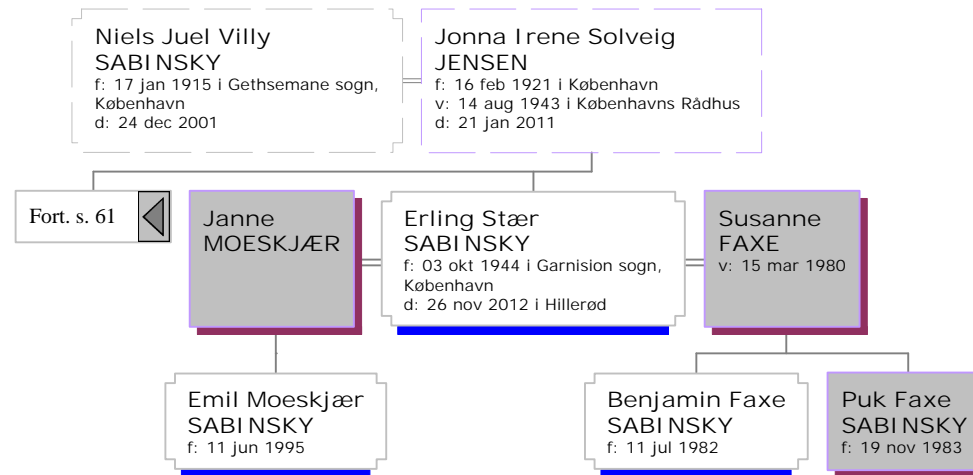 Niels Juel Villy
SABINSKY
f: 17 jan 1915 i Gethsemane sogn,
København
d: 24 dec 2001
Jonna Irene Solveig
JENSEN
f: 16 feb 1921 i København
v: 14 aug 1943 i Københavns Rådhus
d: 21 jan 2011
Fort. s. 61
Janne
MOESKJÆR
Erling Stær
SABINSKY
f: 03 okt 1944 i Garnision sogn,
København
d: 26 nov 2012 i Hillerød
Susanne
FAXE
v: 15 mar 1980
Emil Moeskjær
SABINSKY
f: 11 jun 1995
Benjamin Faxe
SABINSKY
f: 11 jul 1982
Puk Faxe
SABINSKY
f: 19 nov 1983